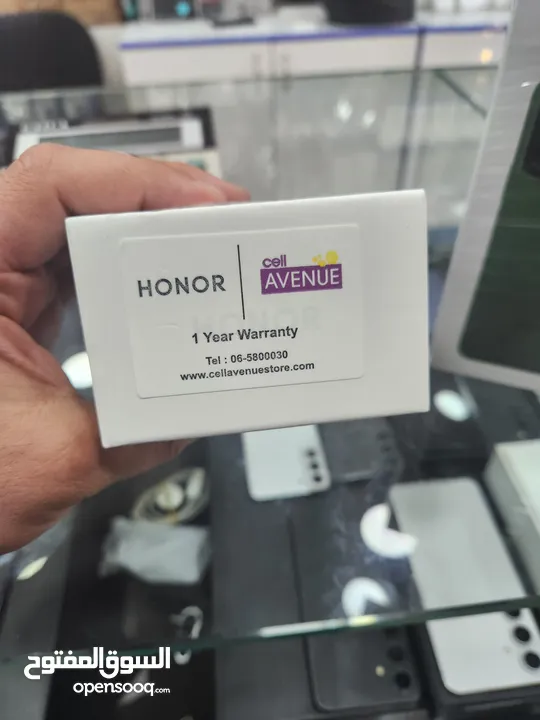 HONOR
cell
AVENUE
1 Year Warranty
Tel : 06-5800030
www.cellavenuestore.com
السوق المفتوح
opensooq.com